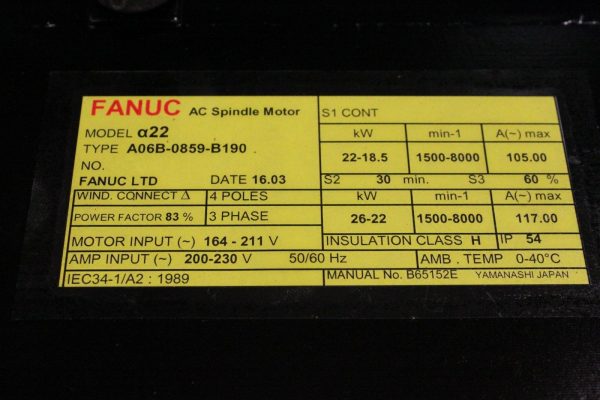 FANUC AC Spindle Motor
MODEL α22
TYPE A06B-0859-B190
NO.
FANUC LTD DATE 16.03
WIND. CONNECT Δ 4 POLES
POWER FACTOR 83 % 3 PHASE
MOTOR INPUT (~) 164 - 211 V
AMP INPUT (~) 200-230 V 50/60 Hz
IEC34-1/A2 : 1989
S1 CONT
kW min-1 A(~) max
22-18.5 1500-8000 105.00
S2 30 min. S3 60 %
kW min-1 A(~) max
26-22 1500-8000 117.00
INSULATION CLASS H IP 54
AMB . TEMP 0-40°C
MANUAL No. B65152E YAMANASHI JAPAN